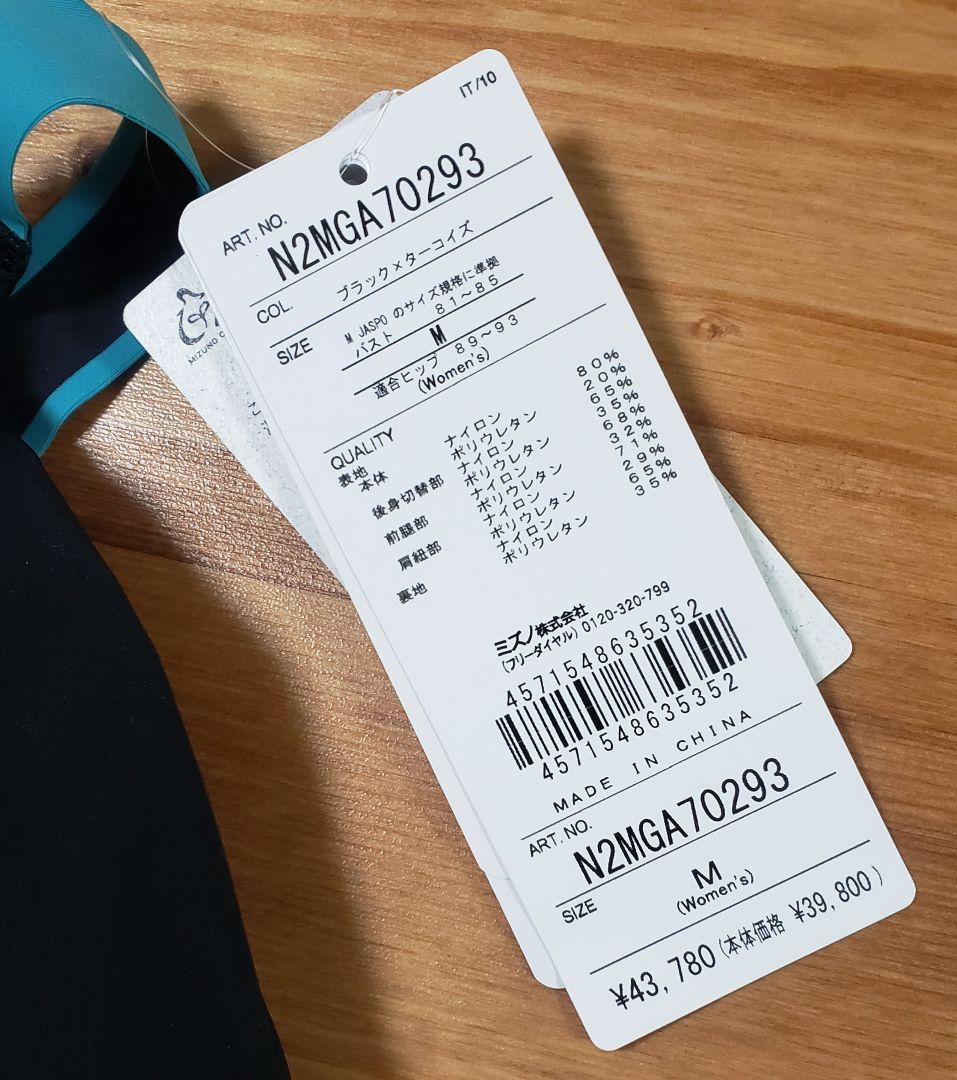 IT/10
ART. NO.
N2MGA70293
COL. ブラック×ターコイズ
M JASPO のサイズ規格に準拠
SIZE バスト 81～85
M
適合ヒップ 89～93
(Women's)
QUALITY
表地
本体 ナイロン 80%
ポリウレタン 20%
後身切替部 ナイロン 65%
ポリウレタン 35%
前腿部 ナイロン 68%
ポリウレタン 32%
肩紐部 ナイロン 71%
ポリウレタン 29%
裏地 ナイロン 65%
ポリウレタン 35%
ミズノ株式会社
(フリーダイヤル) 0120-320-799
4571548635352
4571548635352
MADE IN CHINA
ART. NO.
N2MGA70293
SIZE M
(Women's)
¥43,780(本体価格 ¥39,800)
MIZUNO